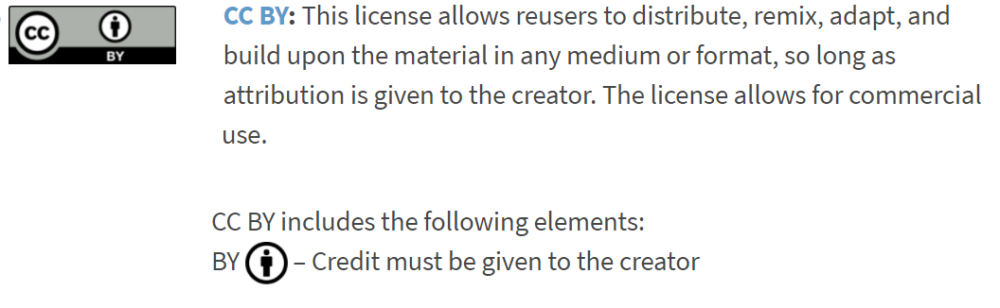 CC BY: This license allows reusers to distribute, remix, adapt, and
build upon the material in any medium or format, so long as
attribution is given to the creator. The license allows for commercial
use.
cc
BY
CC BY includes the following elements:
BY – Credit must be given to the creator